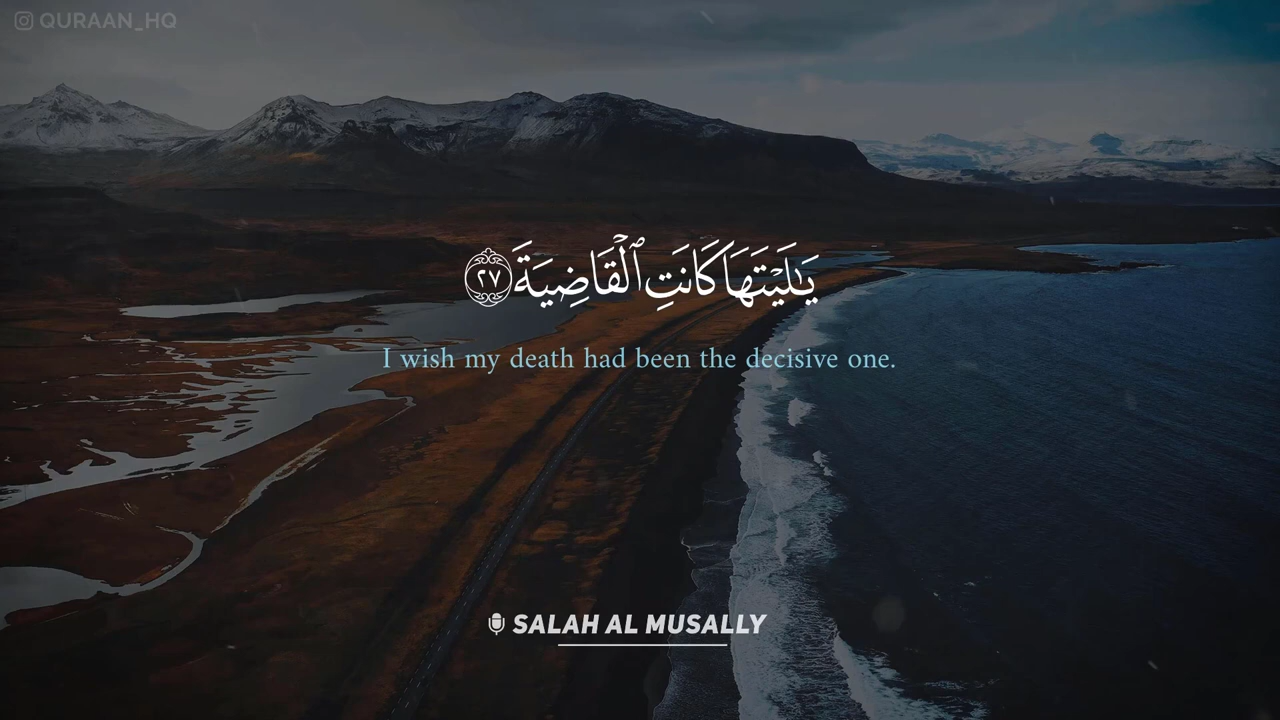 QURAAN_HQ
يَٰلَيْتَهَا كَانَتِ ٱلْقَاضِيَةَ ٢٧
I wish my death had been the decisive one.
SALAH AL MUSALLY